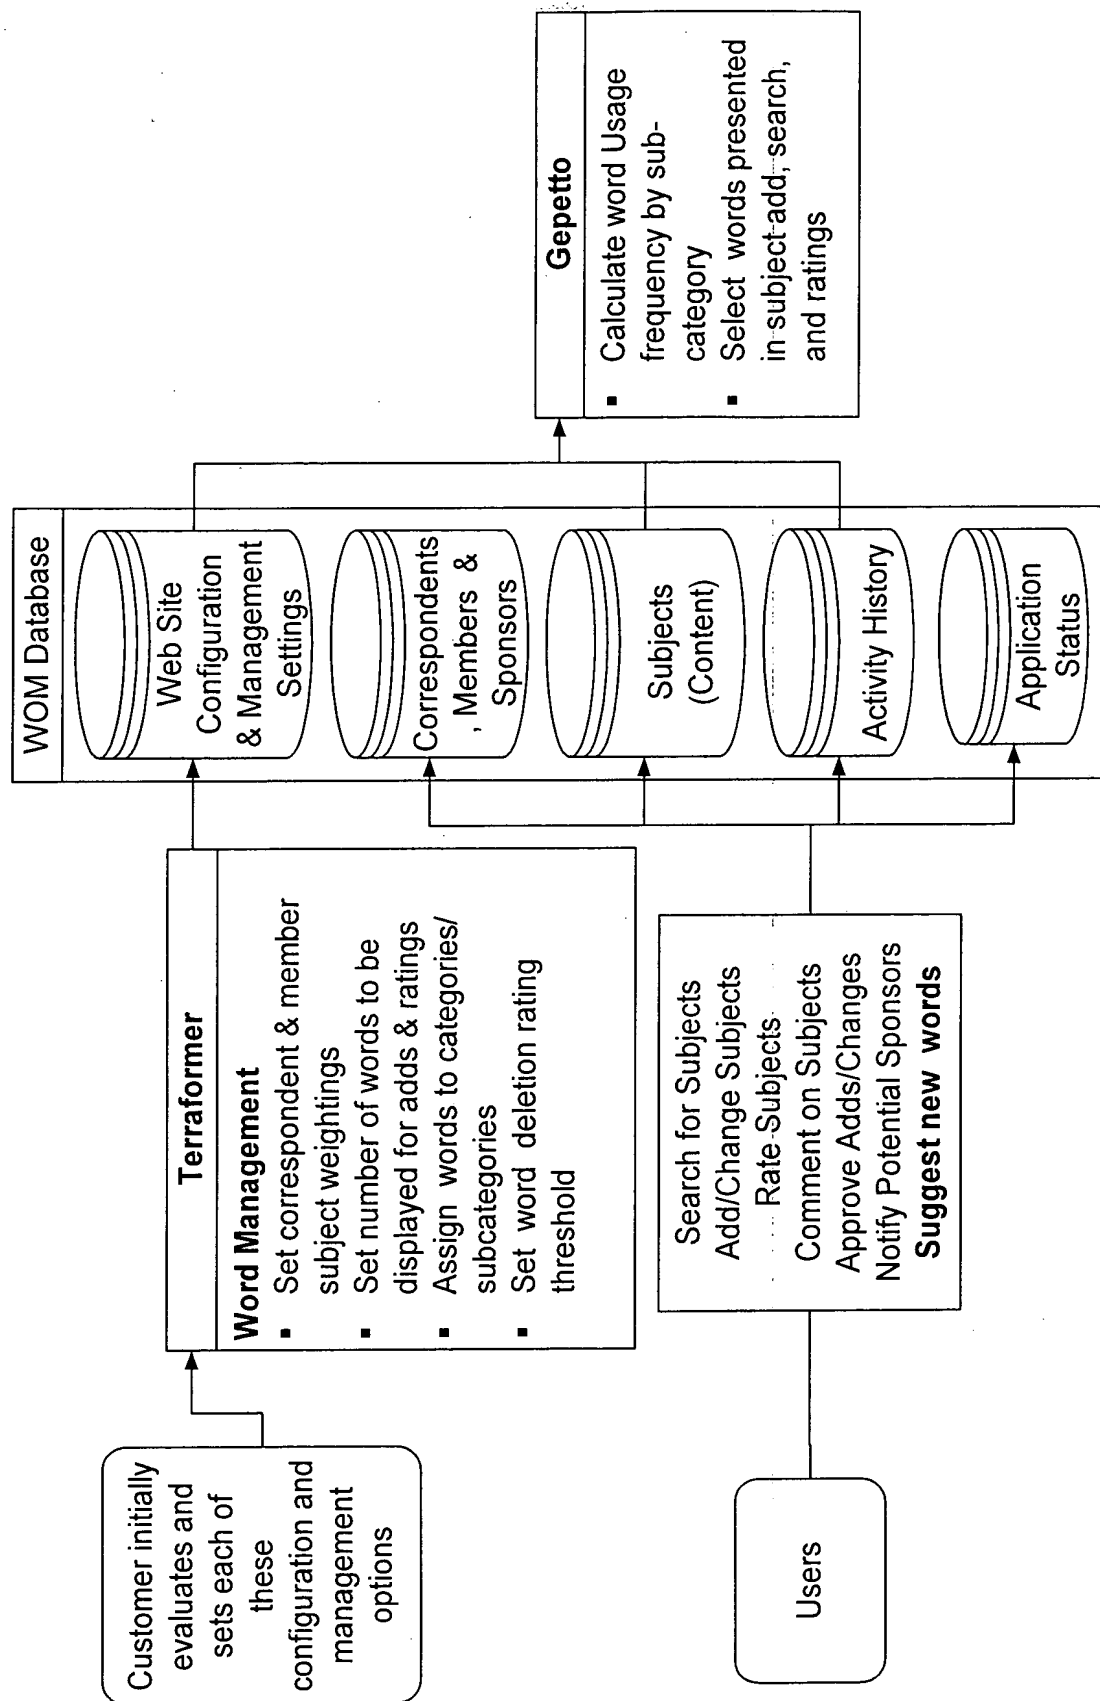 Customer initially
evaluates and
sets each of
these
configuration and
management
options
Terraformer
Word Management
▪ Set correspondent & member
subject weightings
▪ Set number of words to be
displayed for adds & ratings
▪ Assign words to categories/
subcategories
▪ Set word deletion rating
threshold
Users
Search for Subjects
Add/Change Subjects
Rate Subjects
Comment on Subjects
Approve Adds/Changes
Notify Potential Sponsors
Suggest new words
WOM Database
Web Site
Configuration
& Management
Settings
Correspondents
, Members &
Sponsors
Subjects
(Content)
Activity History
Application
Status
Gepetto
▪ Calculate word Usage
frequency by sub-
category
▪ Select words presented
in subject add, search,
and ratings